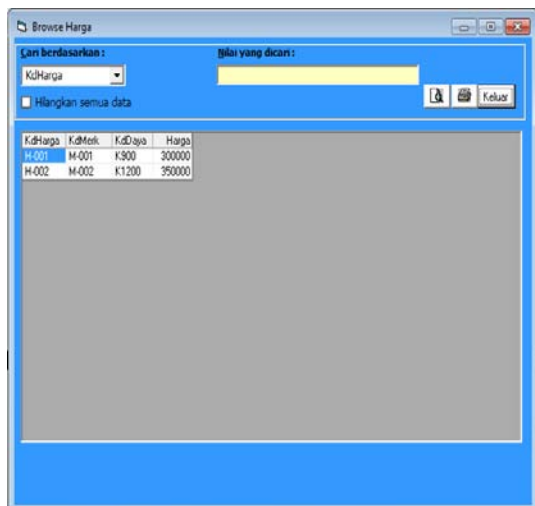 Browse Harga
Cari berdasarkan : Nilai yang dicari :
KdHarga
Hilangkan semua data Keluar
KdHarga KdMerk KdDaya Harga
H-001 M-001 K900 300000
H-002 M-002 K1200 350000